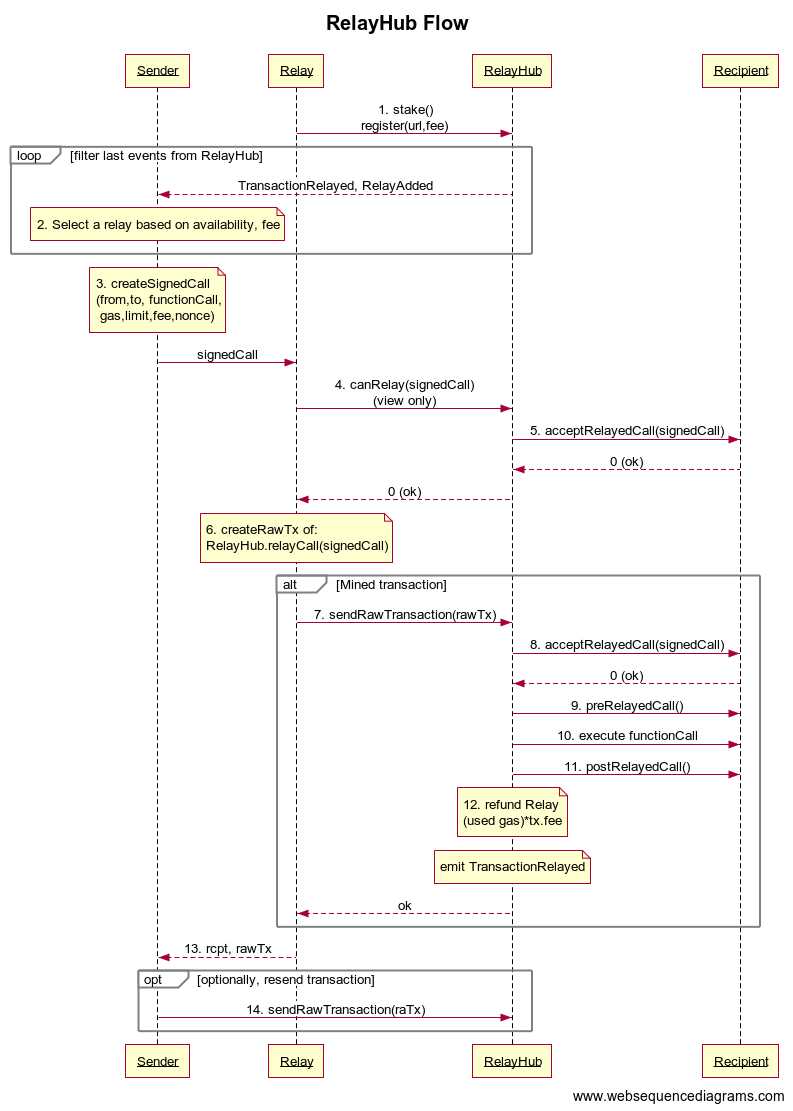 RelayHub Flow
Sender
Relay
RelayHub
Recipient
1. stake()
register(url,fee)
loop
[filter last events from RelayHub]
TransactionRelayed, RelayAdded
2. Select a relay based on availability, fee
3. createSignedCall
(from,to, functionCall,
gas,limit,fee,nonce)
signedCall
4. canRelay(signedCall)
(view only)
5. acceptRelayedCall(signedCall)
0 (ok)
0 (ok)
6. createRawTx of:
RelayHub.relayCall(signedCall)
alt
[Mined transaction]
7. sendRawTransaction(rawTx)
8. acceptRelayedCall(signedCall)
0 (ok)
9. preRelayedCall()
10. execute functionCall
11. postRelayedCall()
12. refund Relay
(used gas)*tx.fee
emit TransactionRelayed
ok
13. rcpt, rawTx
opt
[optionally, resend transaction]
14. sendRawTransaction(raTx)
Sender
Relay
RelayHub
Recipient
www.websequencediagrams.com